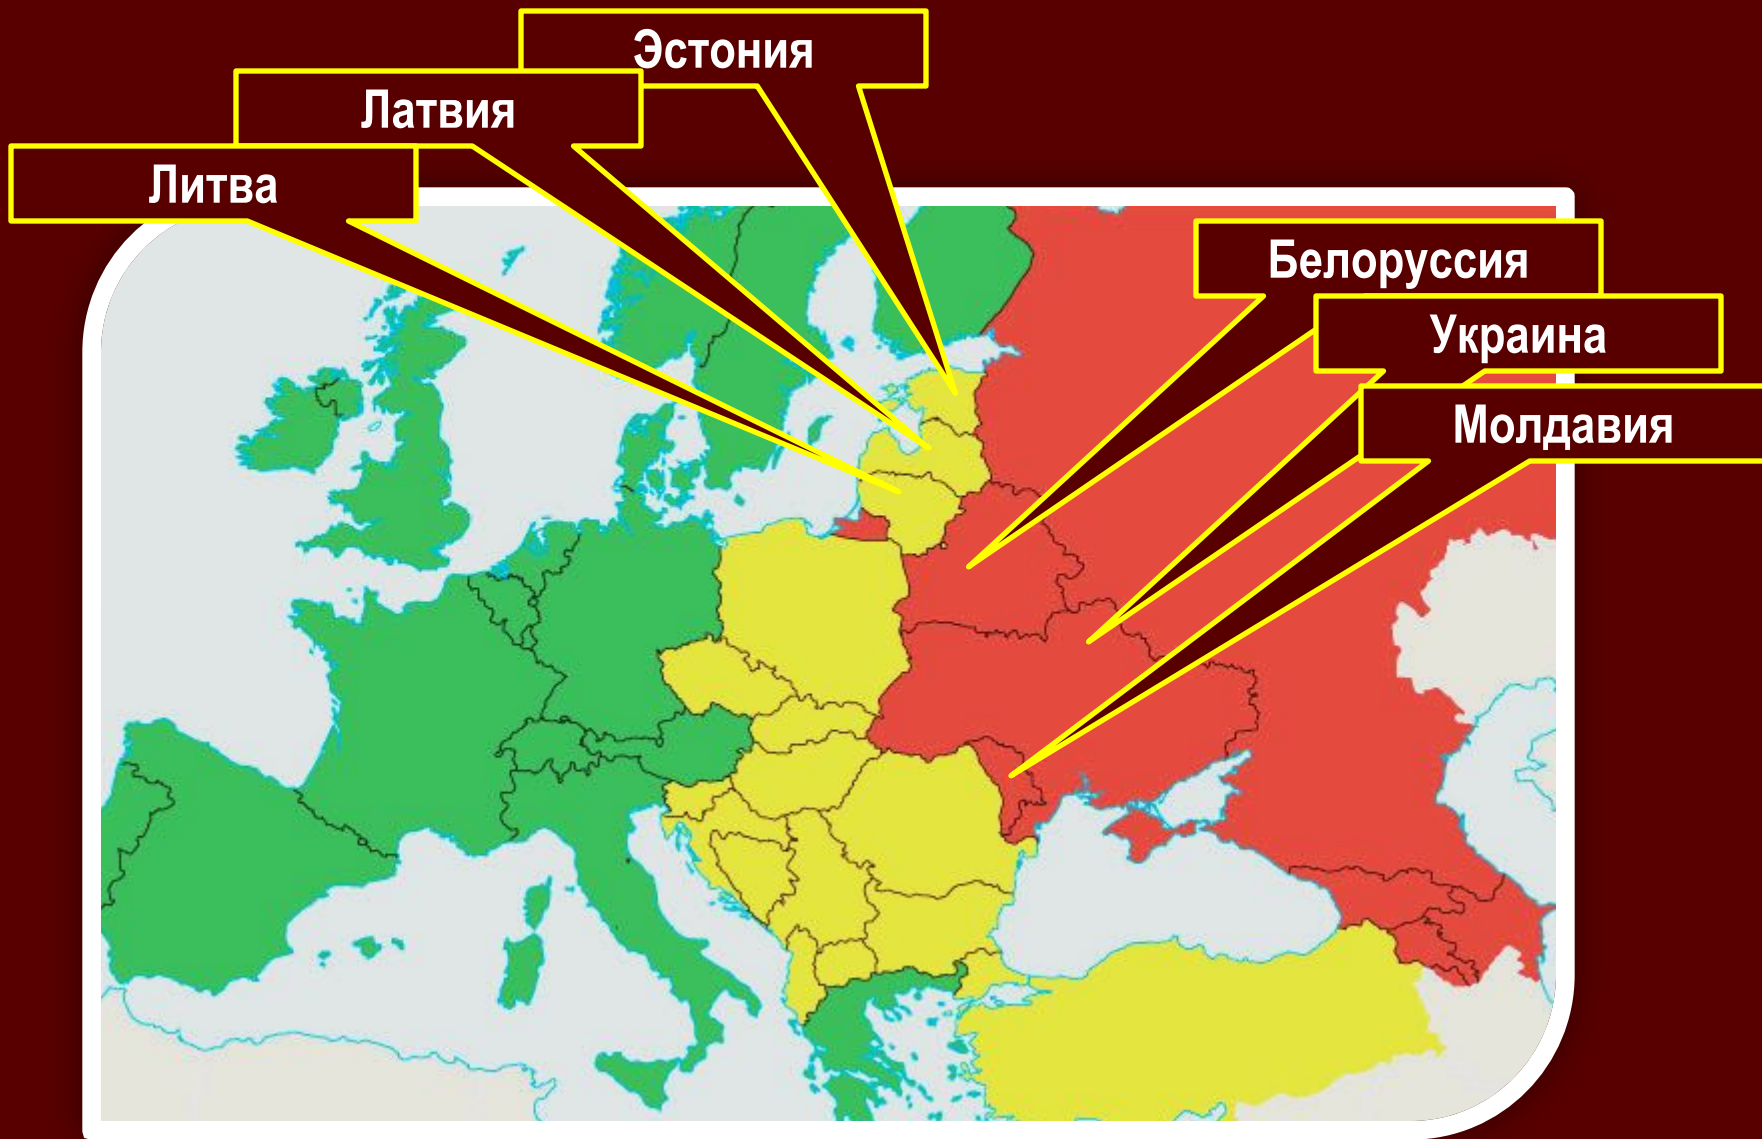 Эстония
Латвия
Литва
Белоруссия
Украина
Молдавия